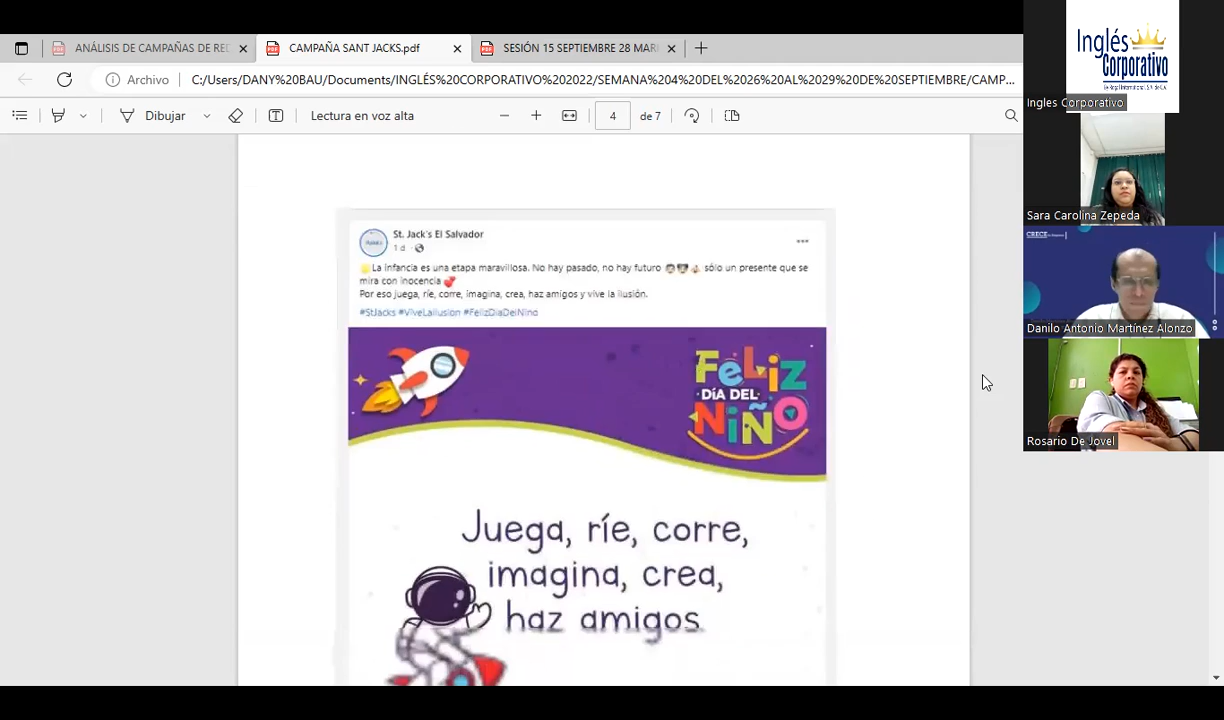 ANÁLISIS DE CAMPAÑAS DE RED
CAMPAÑA SANT JACKS.pdf
SESIÓN 15 SEPTIEMBRE 28 MAR
Archivo
C:/Users/DANY%20BAU/Documents/INGLÉS%20CORPORATIVO%202022/SEMANA%204%20DEL%2026%20AL%2029%20DE%20SEPTIEMBRE/CAMP...
Dibujar
Lectura en voz alta
4
de 7
St. Jack's El Salvador
1 d
La infancia es una etapa maravillosa. No hay pasado, no hay futuro sólo un presente que se
mira con inocencia
Por eso juega, ríe, corre, imagina, crea, haz amigos y vive la ilusión.
#StJacks #ViveLaIlusion #FelizDiaDelNino
FELIZ
DÍA DEL
NIÑO
Juega, ríe, corre,
imagina, crea,
haz amigos
Inglés
Corporativo
Ingles Corporativo
Sara Carolina Zepeda
CRECE
Danilo Antonio Martínez Alonzo
Rosario De Jovel